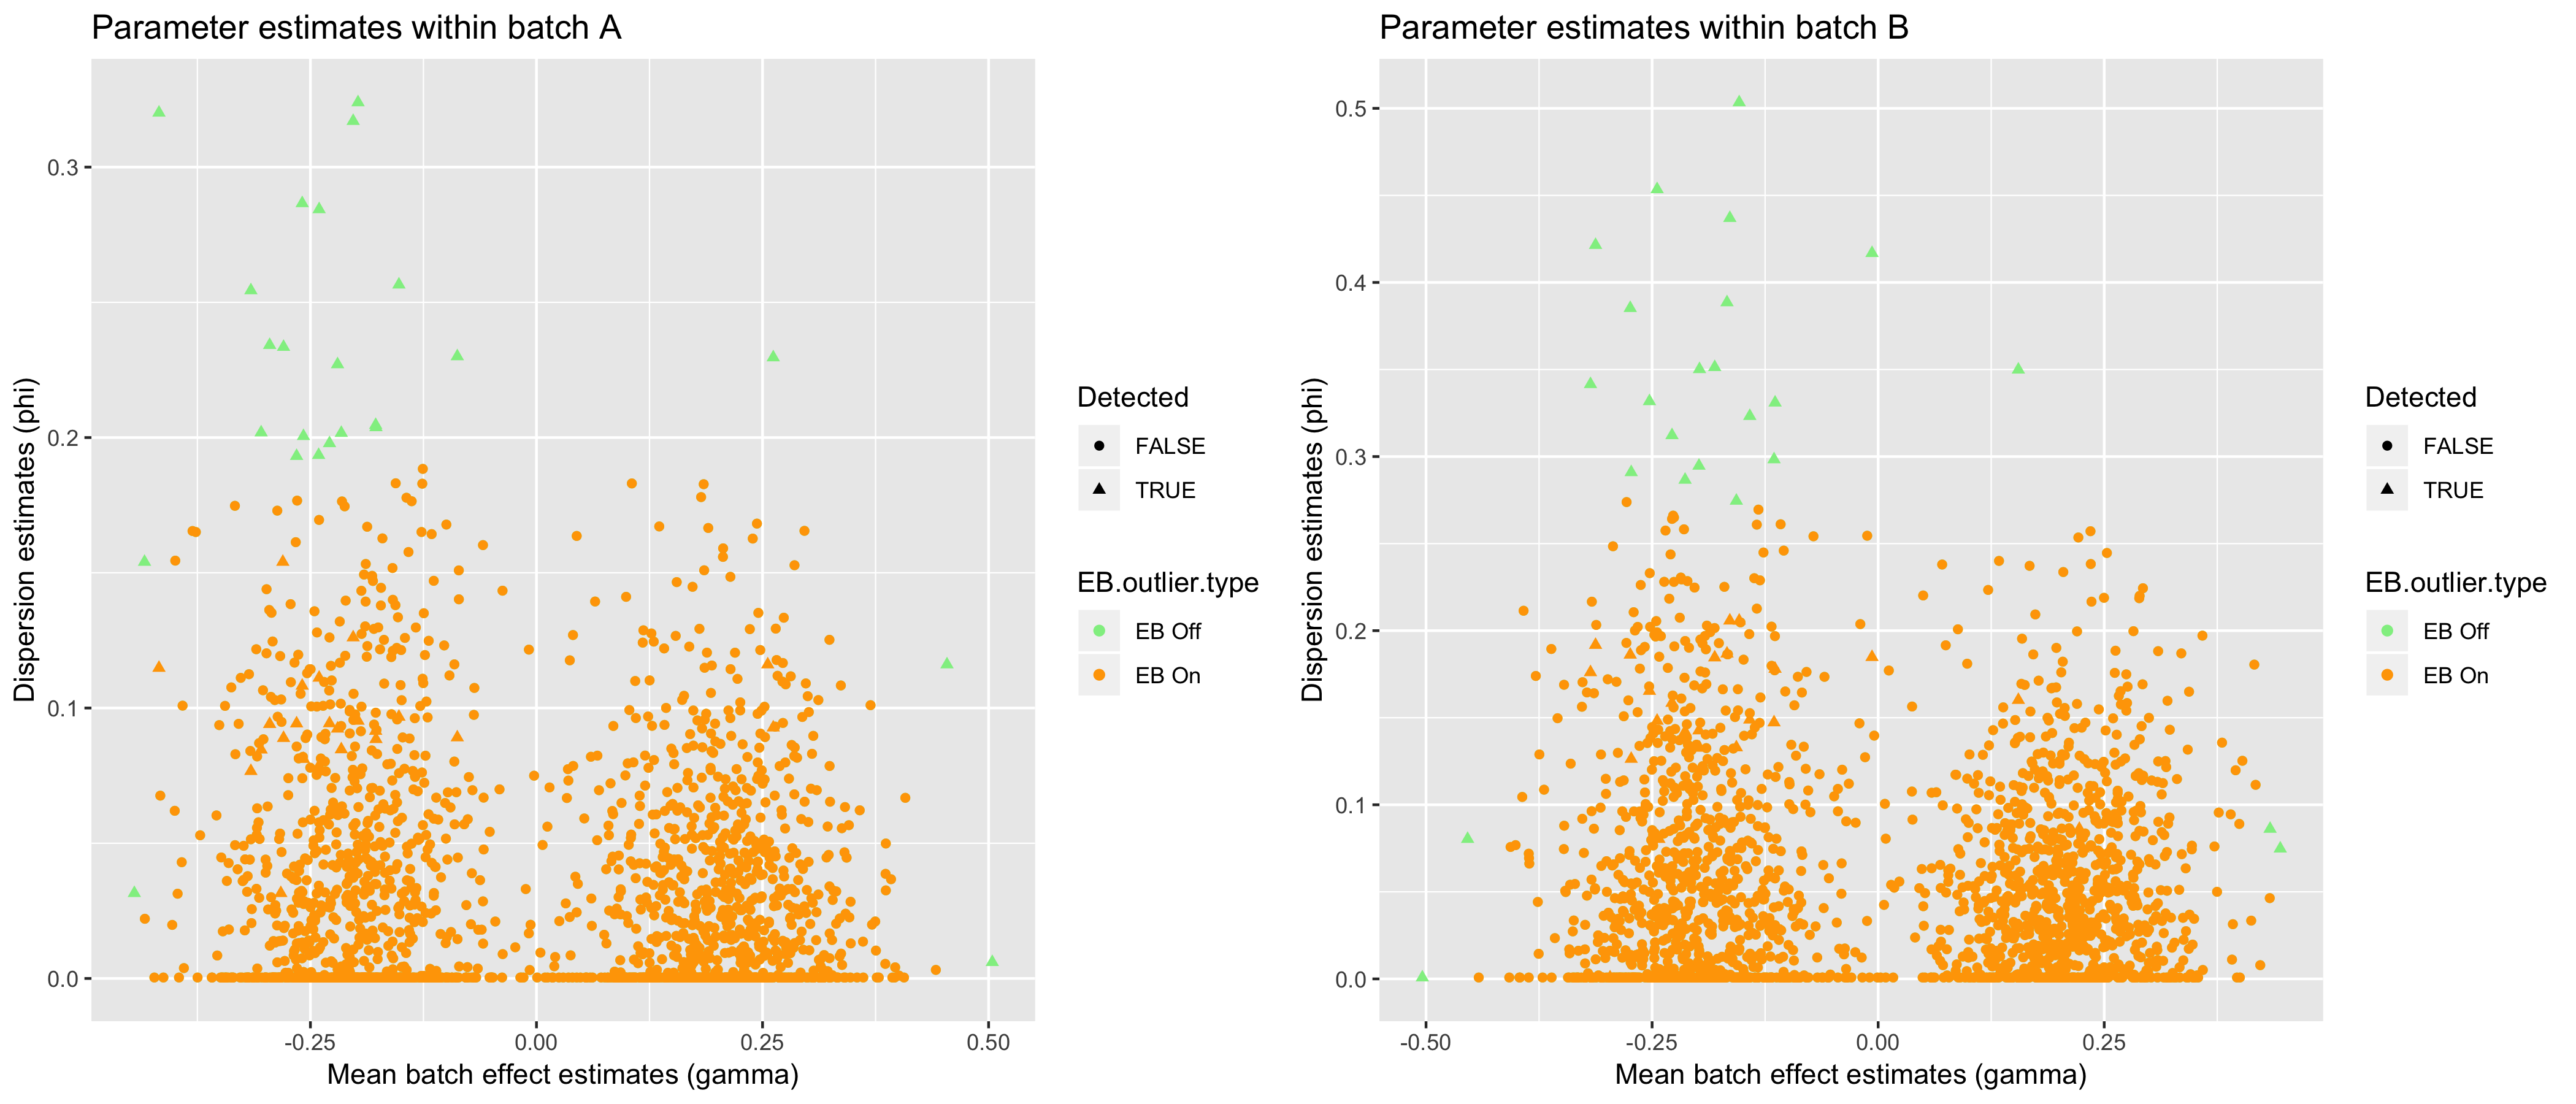 Parameter estimates within batch A
Dispersion estimates (phi)
0.3
0.2
0.1
0.0
-0.25
0.00
0.25
0.50
Mean batch effect estimates (gamma)
Detected
FALSE
TRUE
EB.outlier.type
EB Off
EB On
Parameter estimates within batch B
Dispersion estimates (phi)
0.5
0.4
0.3
0.2
0.1
0.0
-0.50
-0.25
0.00
0.25
Mean batch effect estimates (gamma)
Detected
FALSE
TRUE
EB.outlier.type
EB Off
EB On